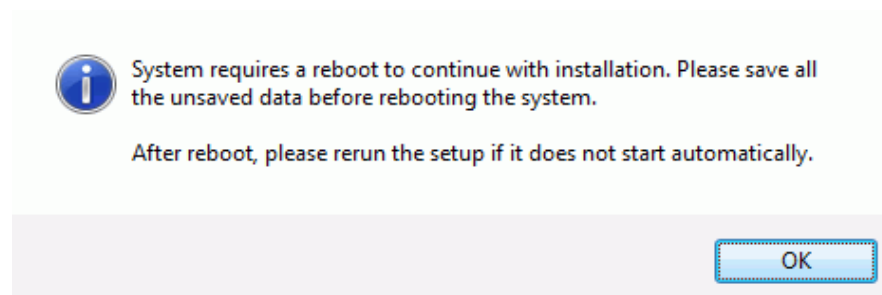 System requires a reboot to continue with installation. Please save all
the unsaved data before rebooting the system.
After reboot, please rerun the setup if it does not start automatically.
OK